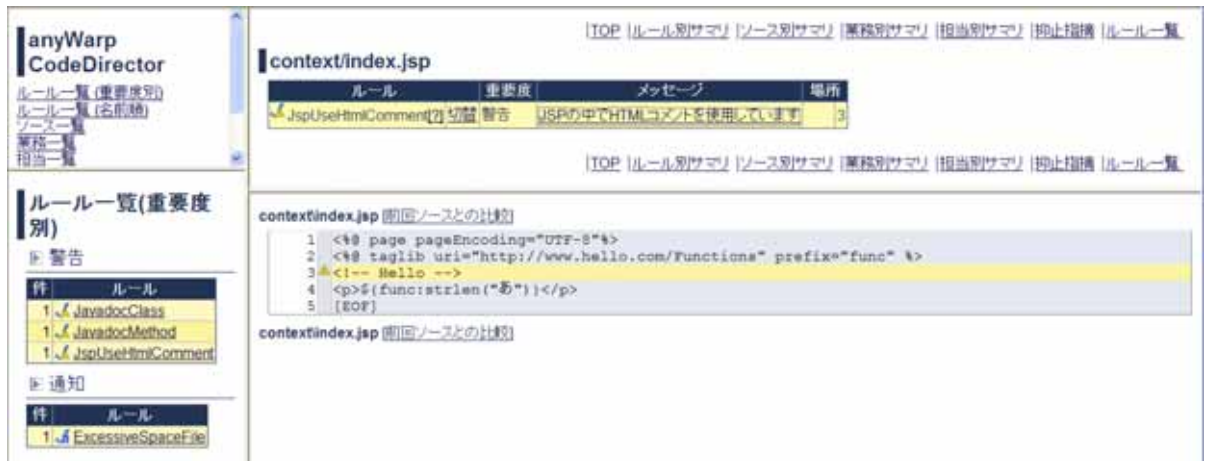 anyWarp
CodeDirector
ルール一覧 (重要度別)
ルール一覧 (名前順)
ソース一覧
業務一覧
担当一覧
ルール一覧(重要度
別)
警告
件 ルール
1 JavadocClass
1 JavadocMethod
1 JspUseHtmlComment
通知
件 ルール
1 ExcessiveSpaceFile
|TOP |ルール別サマリ |ソース別サマリ |業務別サマリ |担当別サマリ |抑止指摘 |ルール一覧
context/index.jsp
ルール 重要度 メッセージ 場所
JspUseHtmlComment[?] 切替 警告 JSPの中でHTMLコメントを使用しています 3
|TOP |ルール別サマリ |ソース別サマリ |業務別サマリ |担当別サマリ |抑止指摘 |ルール一覧
context\index.jsp [前回ソースとの比較]
1 <%@ page pageEncoding="UTF-8"%>
2 <%@ taglib uri="http://www.hello.com/Functions" prefix="func" %>
3 <!-- Hello -->
4 <p>${func:strlen("あ")}</p>
5 [EOF]
context\index.jsp [前回ソースとの比較]